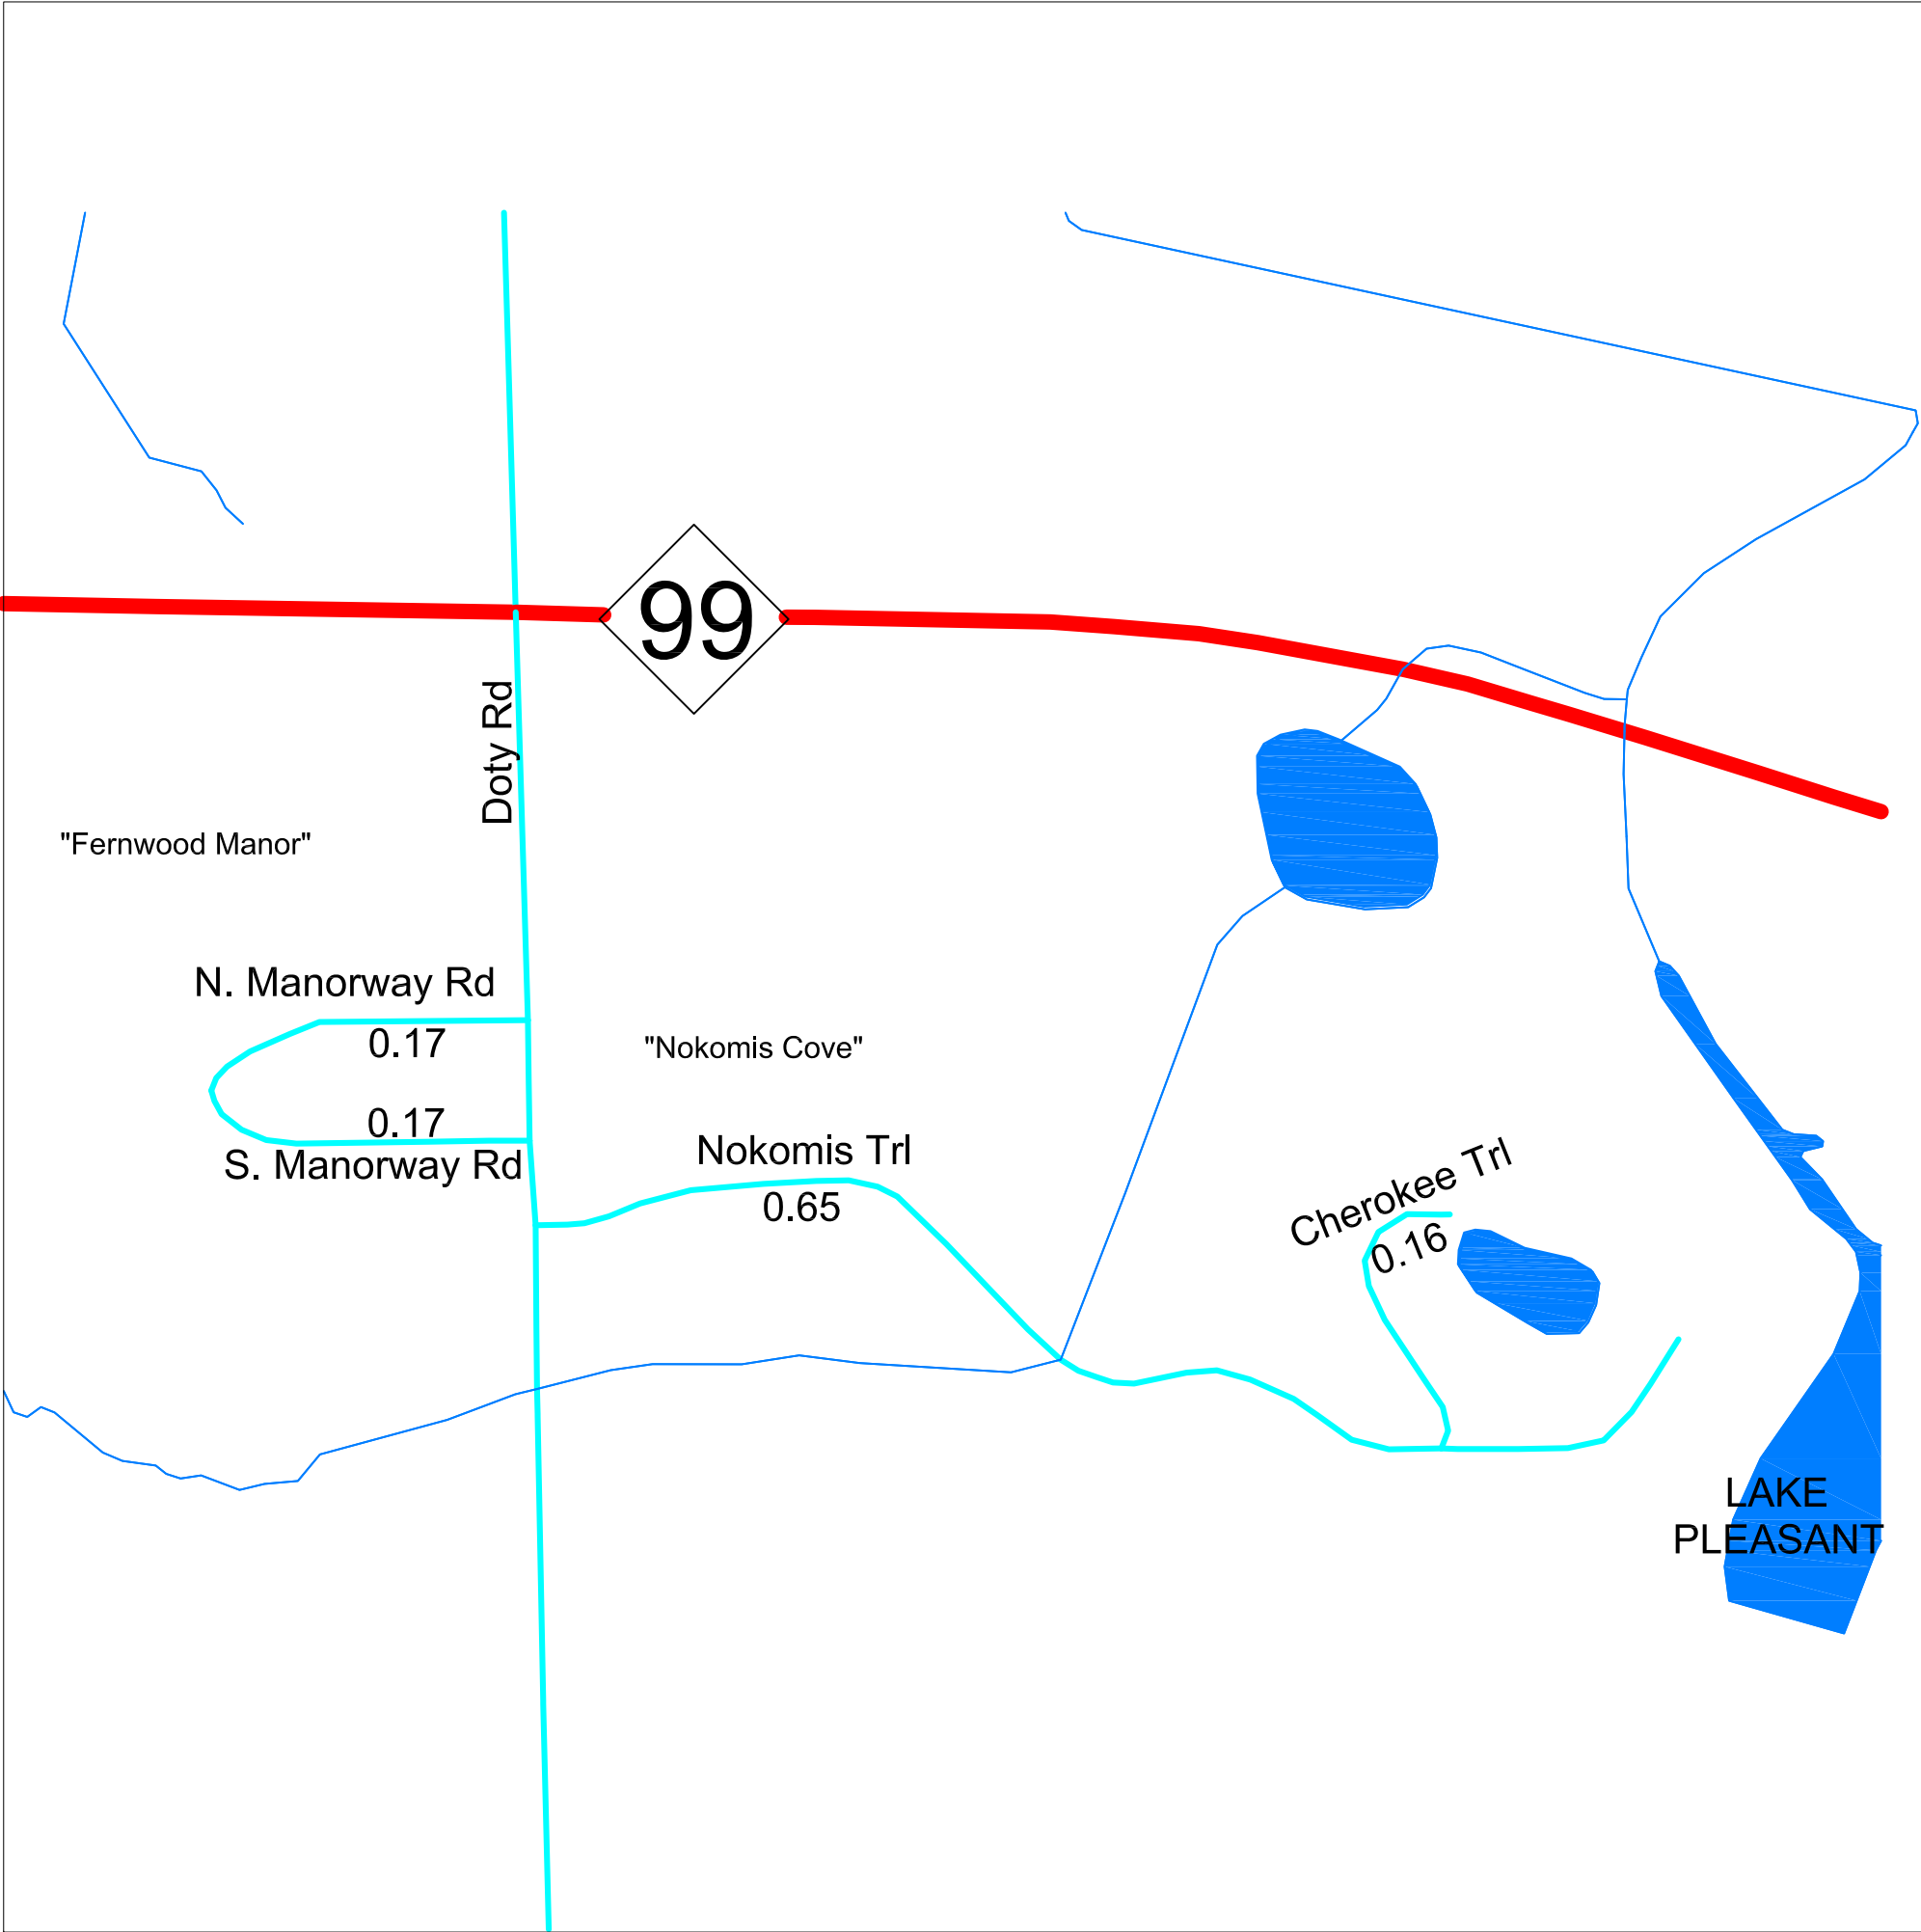 99
Doty Rd
"Fernwood Manor"
N. Manorway Rd
0.17
"Nokomis Cove"
0.17
S. Manorway Rd
Nokomis Trl
0.65
Cherokee Trl
0.16
LAKE
PLEASANT